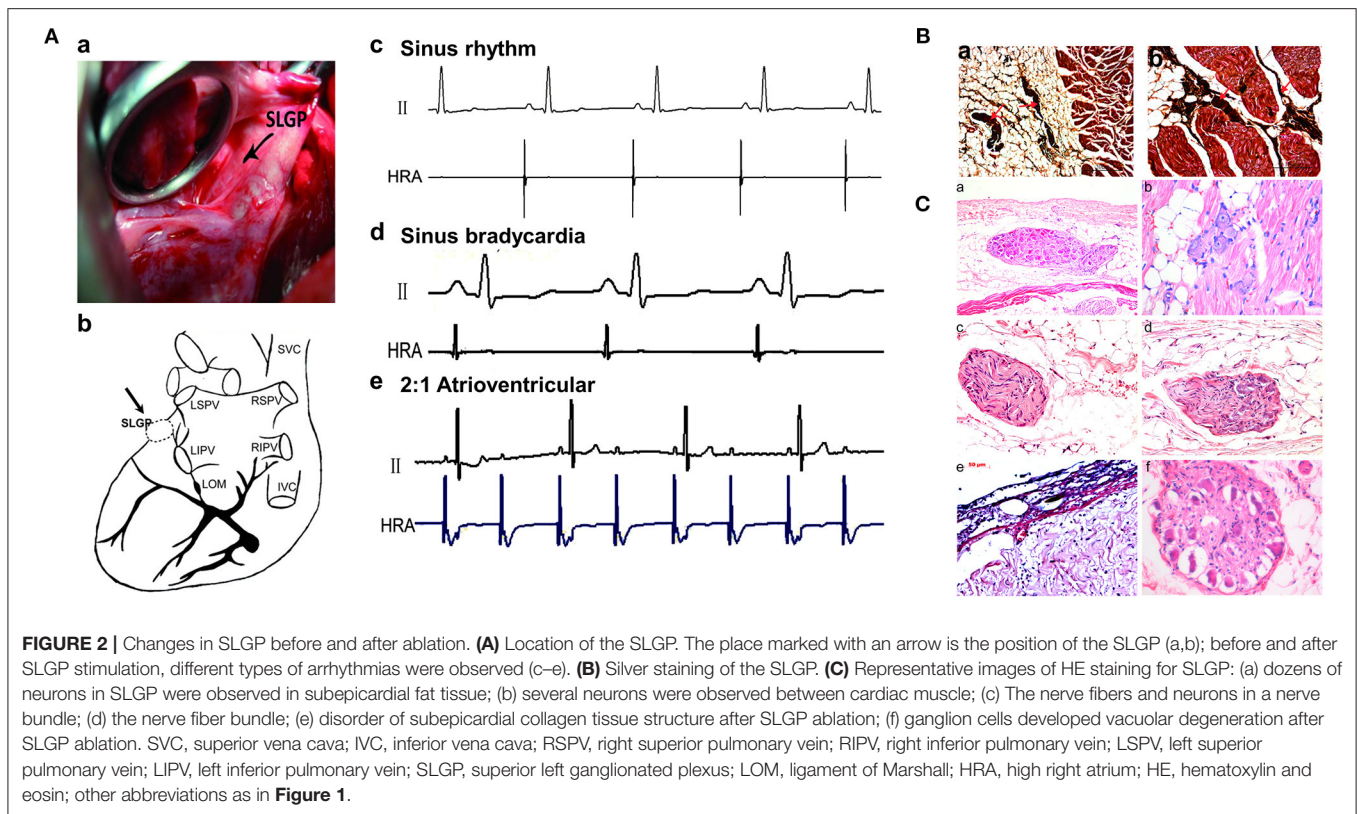 A
a
SLGP
b
SVC
LSPV
RSPV
SLGP
LIPV
RIPV
LOM
IVC
c Sinus rhythm
II
HRA
d Sinus bradycardia
II
HRA
e 2:1 Atrioventricular
II
HRA
B
a
b
C
a
b
c
d
e
50 μm
f
FIGURE 2 | Changes in SLGP before and after ablation. (A) Location of the SLGP. The place marked with an arrow is the position of the SLGP (a,b); before and after
SLGP stimulation, different types of arrhythmias were observed (c–e). (B) Silver staining of the SLGP. (C) Representative images of HE staining for SLGP: (a) dozens of
neurons in SLGP were observed in subepicardial fat tissue; (b) several neurons were observed between cardiac muscle; (c) The nerve fibers and neurons in a nerve
bundle; (d) the nerve fiber bundle; (e) disorder of subepicardial collagen tissue structure after SLGP ablation; (f) ganglion cells developed vacuolar degeneration after
SLGP ablation. SVC, superior vena cava; IVC, inferior vena cava; RSPV, right superior pulmonary vein; RIPV, right inferior pulmonary vein; LSPV, left superior
pulmonary vein; LIPV, left inferior pulmonary vein; SLGP, superior left ganglionated plexus; LOM, ligament of Marshall; HRA, high right atrium; HE, hematoxylin and
eosin; other abbreviations as in Figure 1.